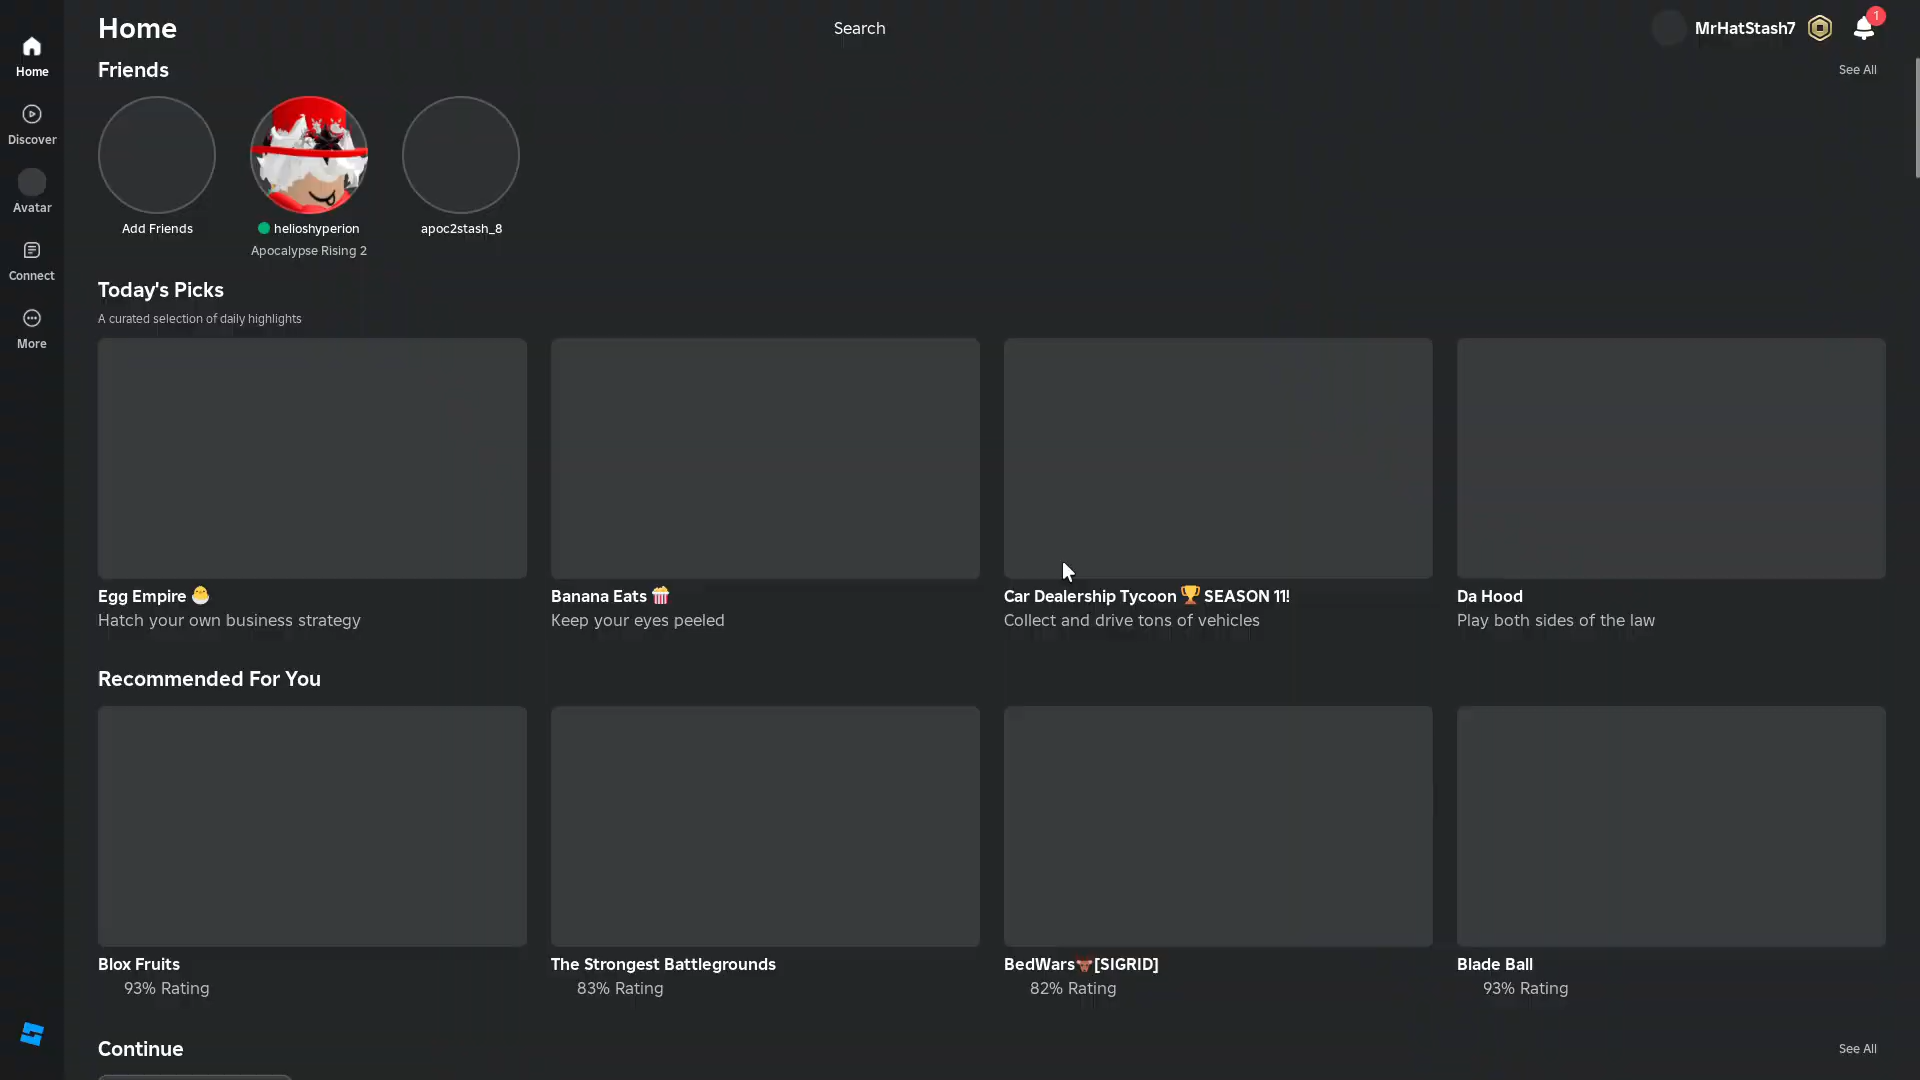 Home
Search
MrHatStash7
1
Home
Discover
Avatar
Connect
More
Friends
See All
Add Friends
helioshyperion
Apocalypse Rising 2
apoc2stash_8
Today's Picks
A curated selection of daily highlights
Egg Empire 🐣
Hatch your own business strategy
Banana Eats 🍿
Keep your eyes peeled
Car Dealership Tycoon 🏆 SEASON 11!
Collect and drive tons of vehicles
Da Hood
Play both sides of the law
Recommended For You
Blox Fruits
93% Rating
The Strongest Battlegrounds
83% Rating
BedWars[SIGRID]
82% Rating
Blade Ball
93% Rating
Continue
See All